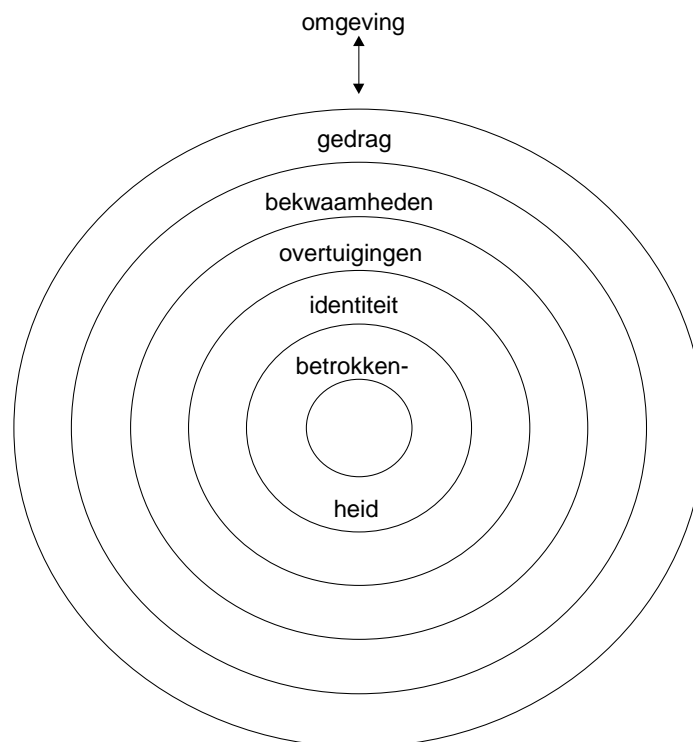 omgeving
gedrag
bekwaamheden
overtuigingen
identiteit
betrokken-
heid